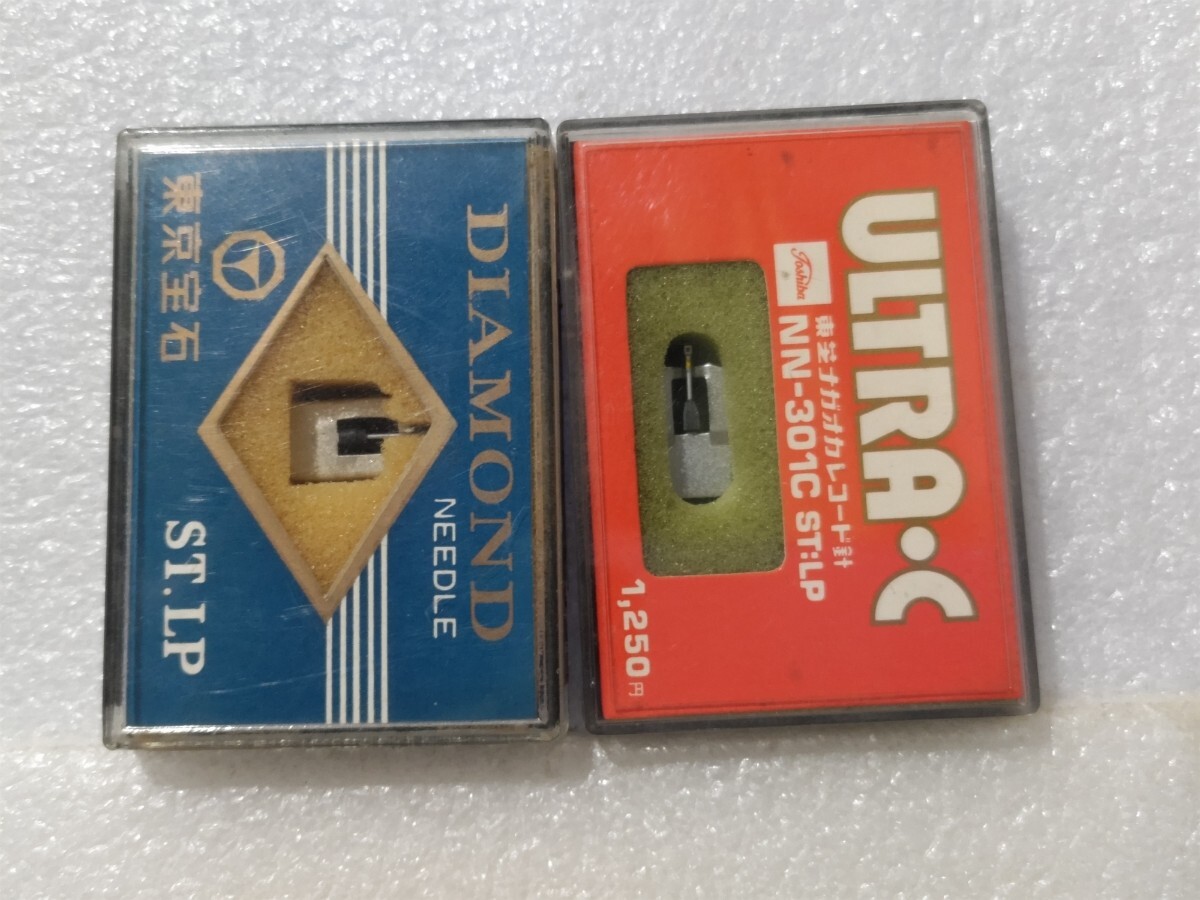 DIAMOND
NEEDLE
東京宝石
ST.LP
ULTRA・C
Toshiba
東芝ナガオカレコード針
NN-301C ST:LP
1,250円